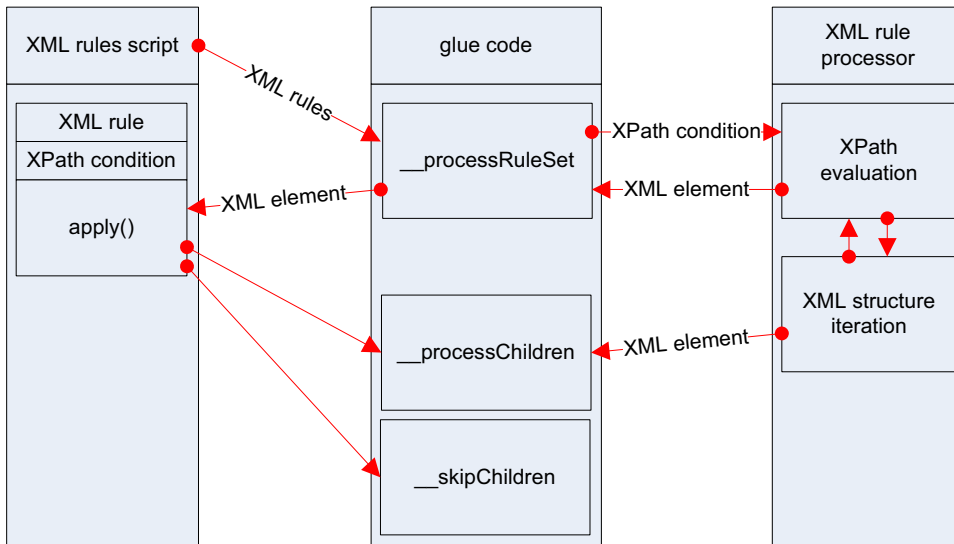 XML rules script
glue code
XML rule
processor
XML rules
XML rule
XPath condition
apply()
__processRuleSet
XPath condition
XML element
XML element
XPath
evaluation
XML structure
iteration
__processChildren
XML element
__skipChildren